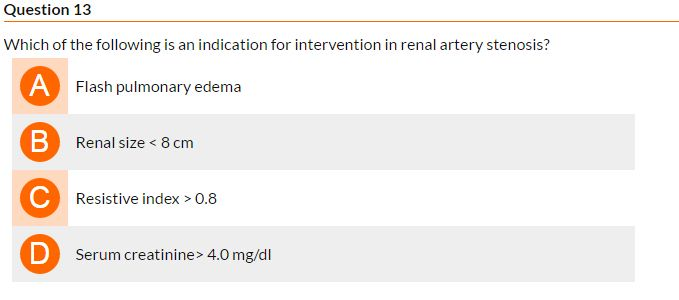 Question 13
Which of the following is an indication for intervention in renal artery stenosis?
A Flash pulmonary edema
B Renal size < 8 cm
C Resistive index > 0.8
D Serum creatinine> 4.0 mg/dl